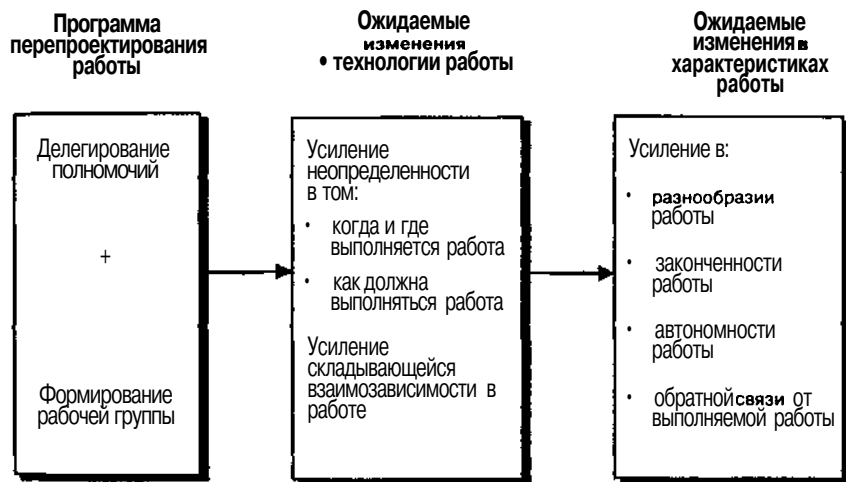 Программа
перепроектирования
работы
Ожидаемые
изменения
• технологии работы
Ожидаемые
изменения в
характеристиках
работы
Делегирование
полномочий
+
Формирование
рабочей группы
Усиление
неопределенности
в том:
• когда и где
выполняется работа
• как должна
выполняться работа
Усиление
складывающейся
взаимозависимости в
работе
Усиление в:
• разнообразии
работы
• законченности
работы
• автономности
работы
• обратной связи от
выполняемой работы